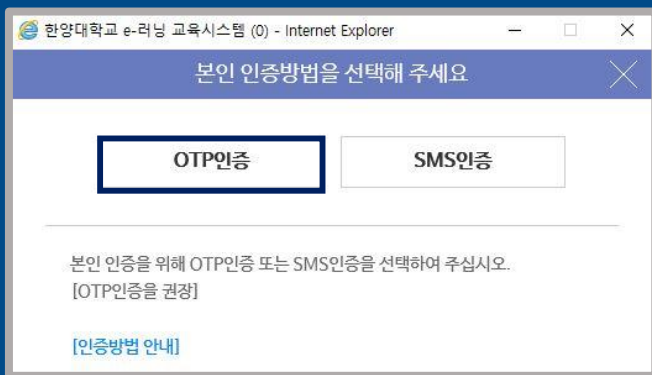 한양대학교 e-러닝 교육시스템 (0) - Internet Explorer
본인 인증방법을 선택해 주세요
OTP인증 SMS인증
본인 인증을 위해 OTP인증 또는 SMS인증을 선택하여 주십시오.
[OTP인증을 권장]
[인증방법 안내]